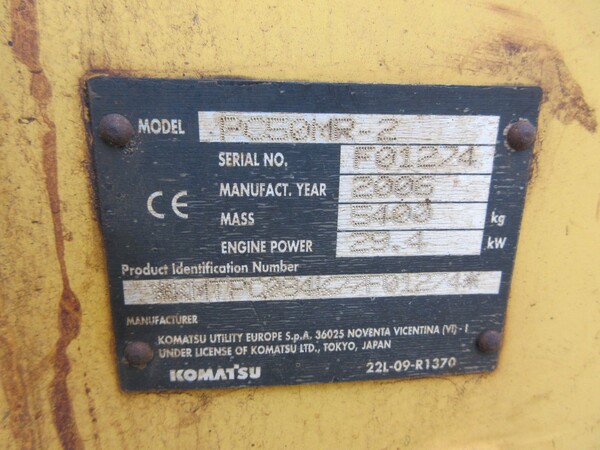 MODEL PC50MR-2
SERIAL NO. F01274
MANUFACT. YEAR 2006
MASS 5400 kg
CE
ENGINE POWER 29.4 kW
Product Identification Number
MANUFACTURER
KOMATSU UTILITY EUROPE S.p.A. 36025 NOVENTA VICENTINA (VI) - I
UNDER LICENSE OF KOMATSU LTD., TOKYO, JAPAN
KOMATSU 22L-09-R1370